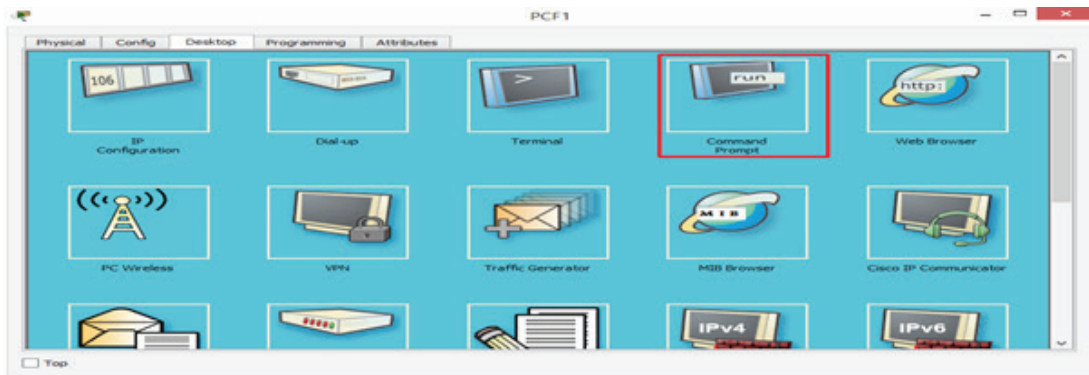 PCF1
Physical Config Desktop Programming Attributes
106
>
run
http:
IP
Configuration
Dial-up
Terminal
Command
Prompt
Web Browser
MIB
PC Wireless
VPN
Traffic Generator
MIB Browser
Cisco IP Communicator
IPv4
IPv6
Top